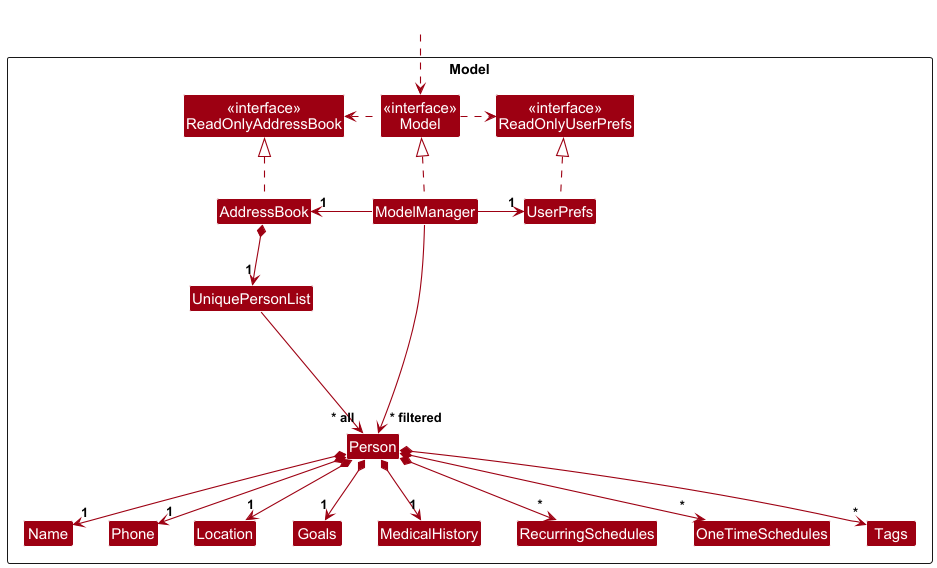 Model
«interface»
ReadOnlyAddressBook
«interface»
Model
«interface»
ReadOnlyUserPrefs
AddressBook
1
ModelManager
1
UserPrefs
1
UniquePersonList
* all
* filtered
Person
1
1
1
1
1
*
*
*
Name
Phone
Location
Goals
MedicalHistory
RecurringSchedules
OneTimeSchedules
Tags